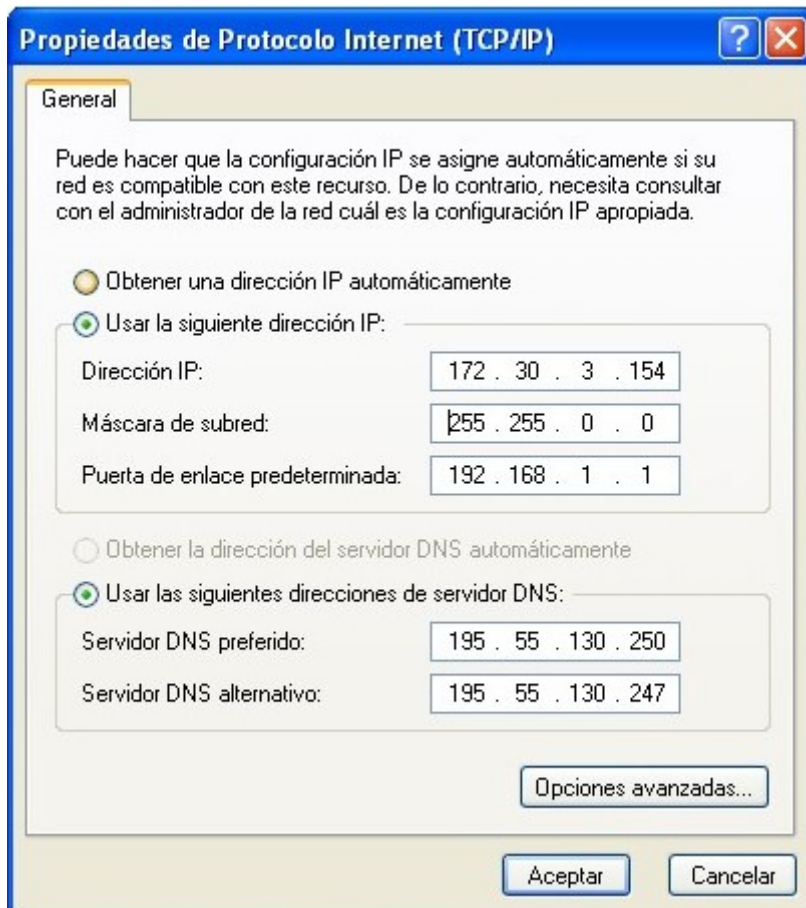 Propiedades de Protocolo Internet (TCP/IP)
General
Puede hacer que la configuración IP se asigne automáticamente si su
red es compatible con este recurso. De lo contrario, necesita consultar
con el administrador de la red cuál es la configuración IP apropiada.
Obtener una dirección IP automáticamente
Usar la siguiente dirección IP:
Dirección IP: 172 . 30 . 3 . 154
Máscara de subred: 255 . 255 . 0 . 0
Puerta de enlace predeterminada: 192 . 168 . 1 . 1
Obtener la dirección del servidor DNS automáticamente
Usar las siguientes direcciones de servidor DNS:
Servidor DNS preferido: 195 . 55 . 130 . 250
Servidor DNS alternativo: 195 . 55 . 130 . 247
Opciones avanzadas...
Aceptar Cancelar